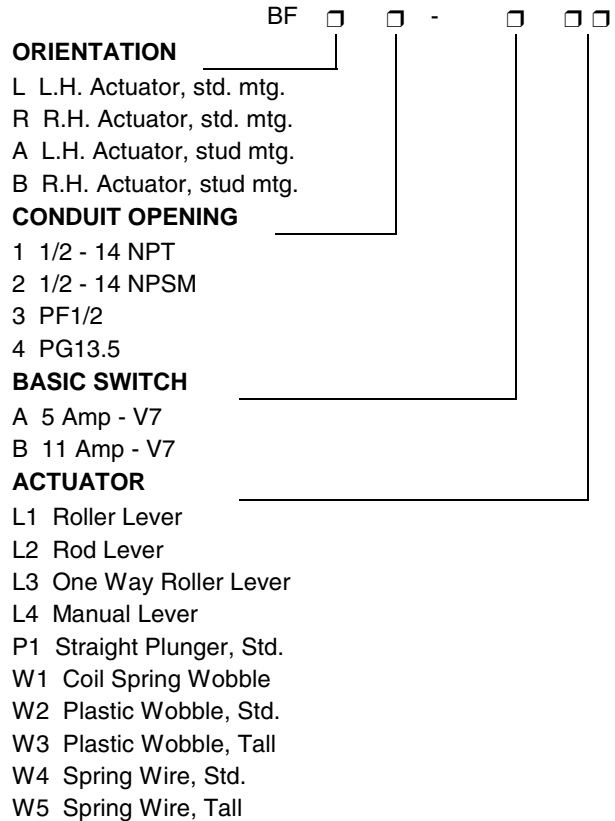 BF ❒ ❒ - ❒ ❒ ❒
ORIENTATION
L L.H. Actuator, std. mtg.
R R.H. Actuator, std. mtg.
A L.H. Actuator, stud mtg.
B R.H. Actuator, stud mtg.
CONDUIT OPENING
1 1/2 - 14 NPT
2 1/2 - 14 NPSM
3 PF1/2
4 PG13.5
BASIC SWITCH
A 5 Amp - V7
B 11 Amp - V7
ACTUATOR
L1 Roller Lever
L2 Rod Lever
L3 One Way Roller Lever
L4 Manual Lever
P1 Straight Plunger, Std.
W1 Coil Spring Wobble
W2 Plastic Wobble, Std.
W3 Plastic Wobble, Tall
W4 Spring Wire, Std.
W5 Spring Wire, Tall